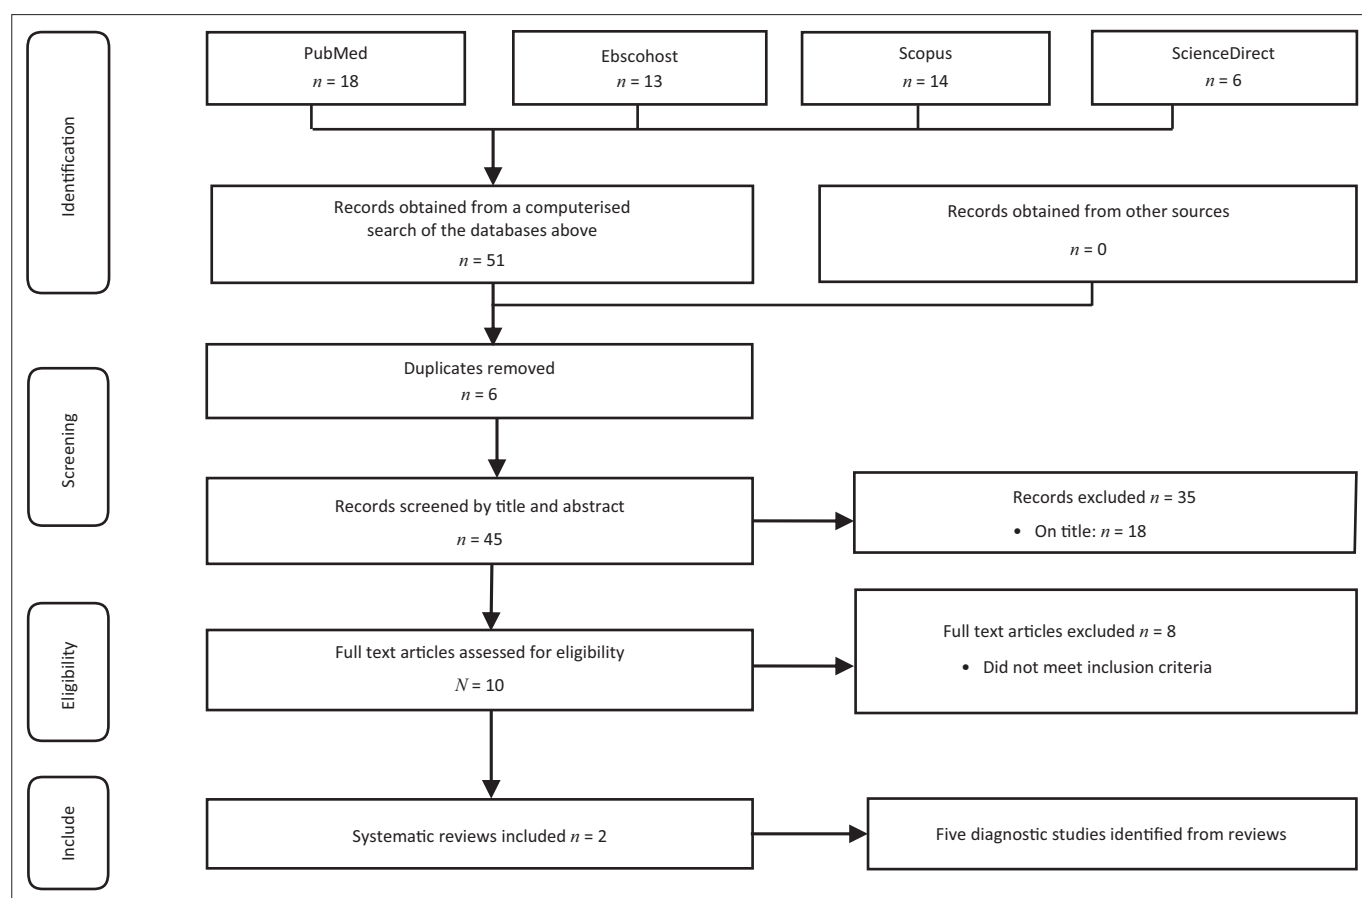 Identification
PubMed
n = 18
Ebscohost
n = 13
Scopus
n = 14
ScienceDirect
n = 6
Records obtained from a computerised
search of the databases above
n = 51
Records obtained from other sources
n = 0
Screening
Duplicates removed
n = 6
Records screened by title and abstract
n = 45
Records excluded n = 35
• On title: n = 18
Eligibility
Full text articles assessed for eligibility
N = 10
Full text articles excluded n = 8
• Did not meet inclusion criteria
Include
Systematic reviews included n = 2
Five diagnostic studies identified from reviews